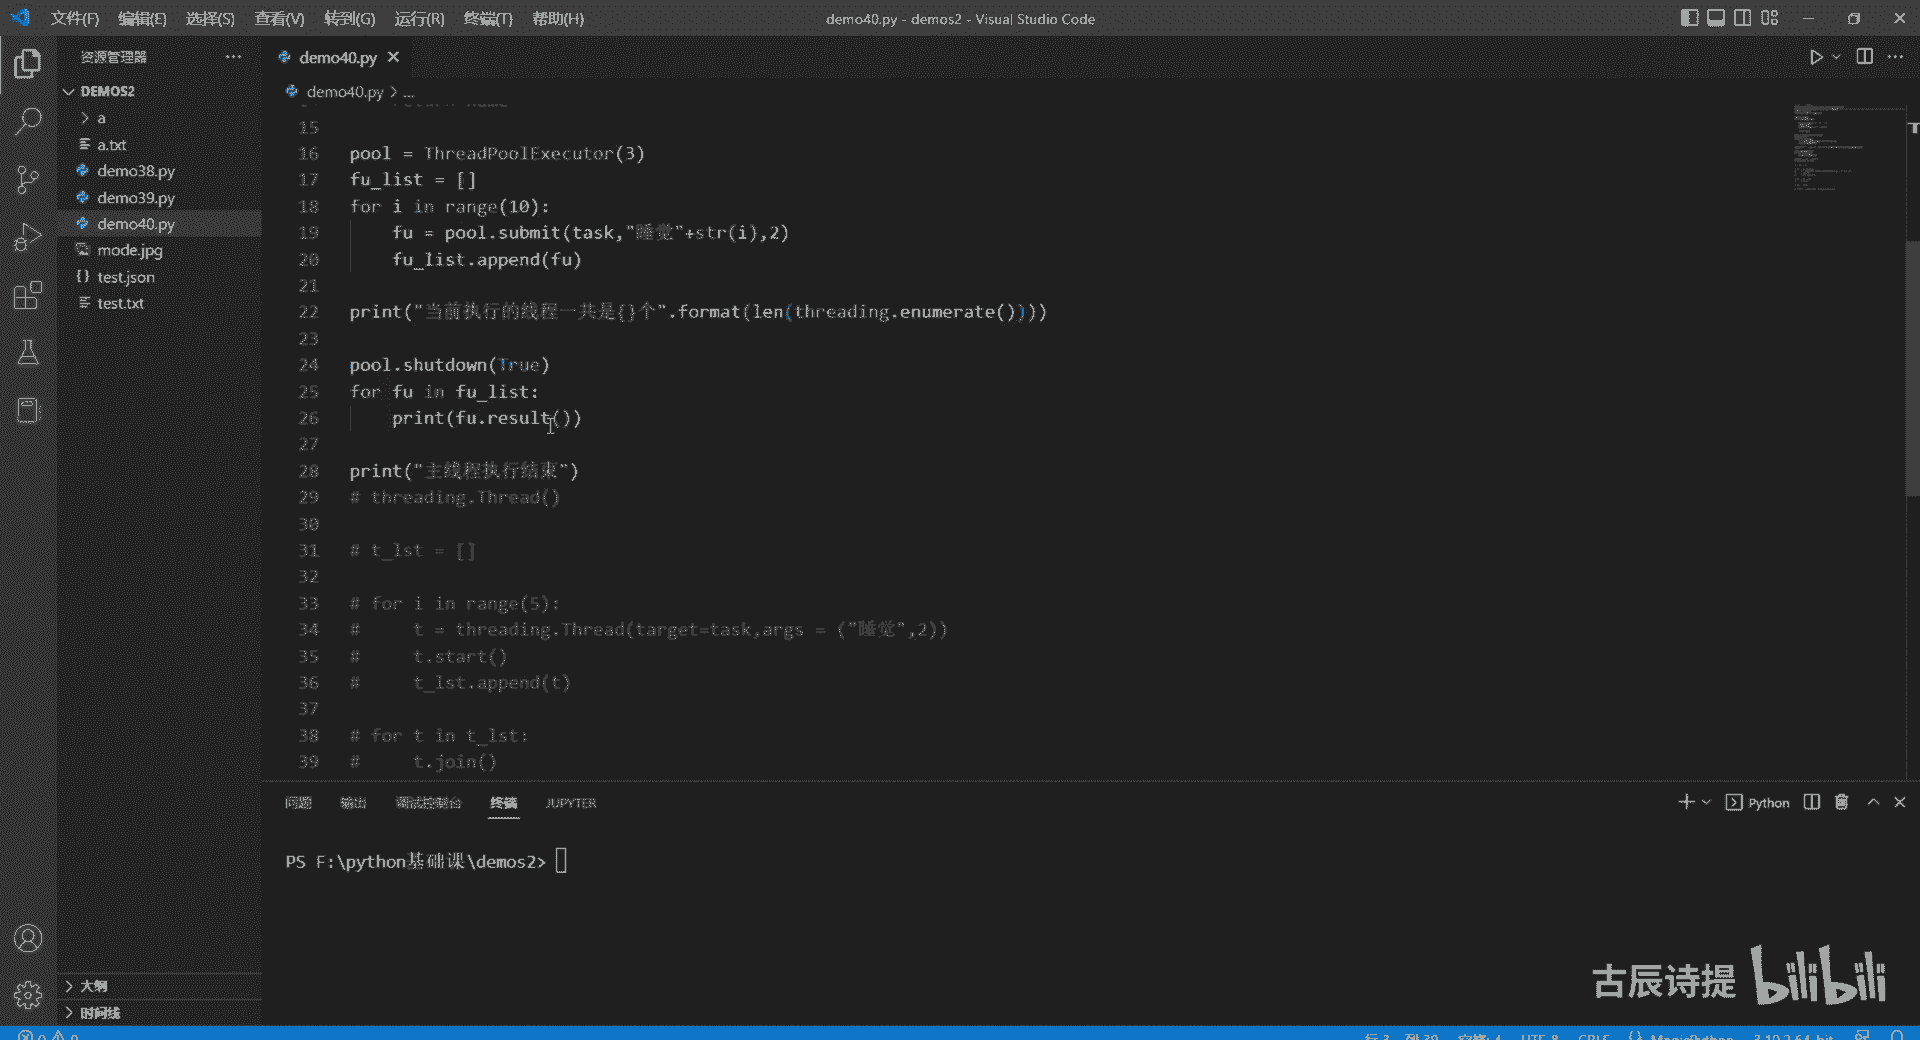 文件(F) 编辑(E) 选择(S) 查看(V) 转到(G) 运行(R) 终端(T) 帮助(H)
demo40.py - demos2 - Visual Studio Code
资源管理器
DEMOS2
a
a.txt
demo38.py
demo39.py
demo40.py
mode.jpg
test.json
test.txt
大纲
时间线
demo40.py
demo40.py > ...
15
16 pool = ThreadPoolExecutor(3)
17 fu_list = []
18 for i in range(10):
19 fu = pool.submit(task,"睡觉"+str(i),2)
20 fu_list.append(fu)
21
22 print("当前执行的线程一共是{}个".format(len(threading.enumerate())))
23
24 pool.shutdown(True)
25 for fu in fu_list:
26 print(fu.result())
27
28 print("主线程执行结束")
29 # threading.Thread()
30
31 # t_lst = []
32
33 # for i in range(5):
34 # t = threading.Thread(target=task,args = ("睡觉",2))
35 # t.start()
36 # t_lst.append(t)
37
38 # for t in t_lst:
39 # t.join()
问题 输出 调试控制台 终端 JUPYTER
Python
PS F:\python基础课\demos2>
古辰诗提 bilibili